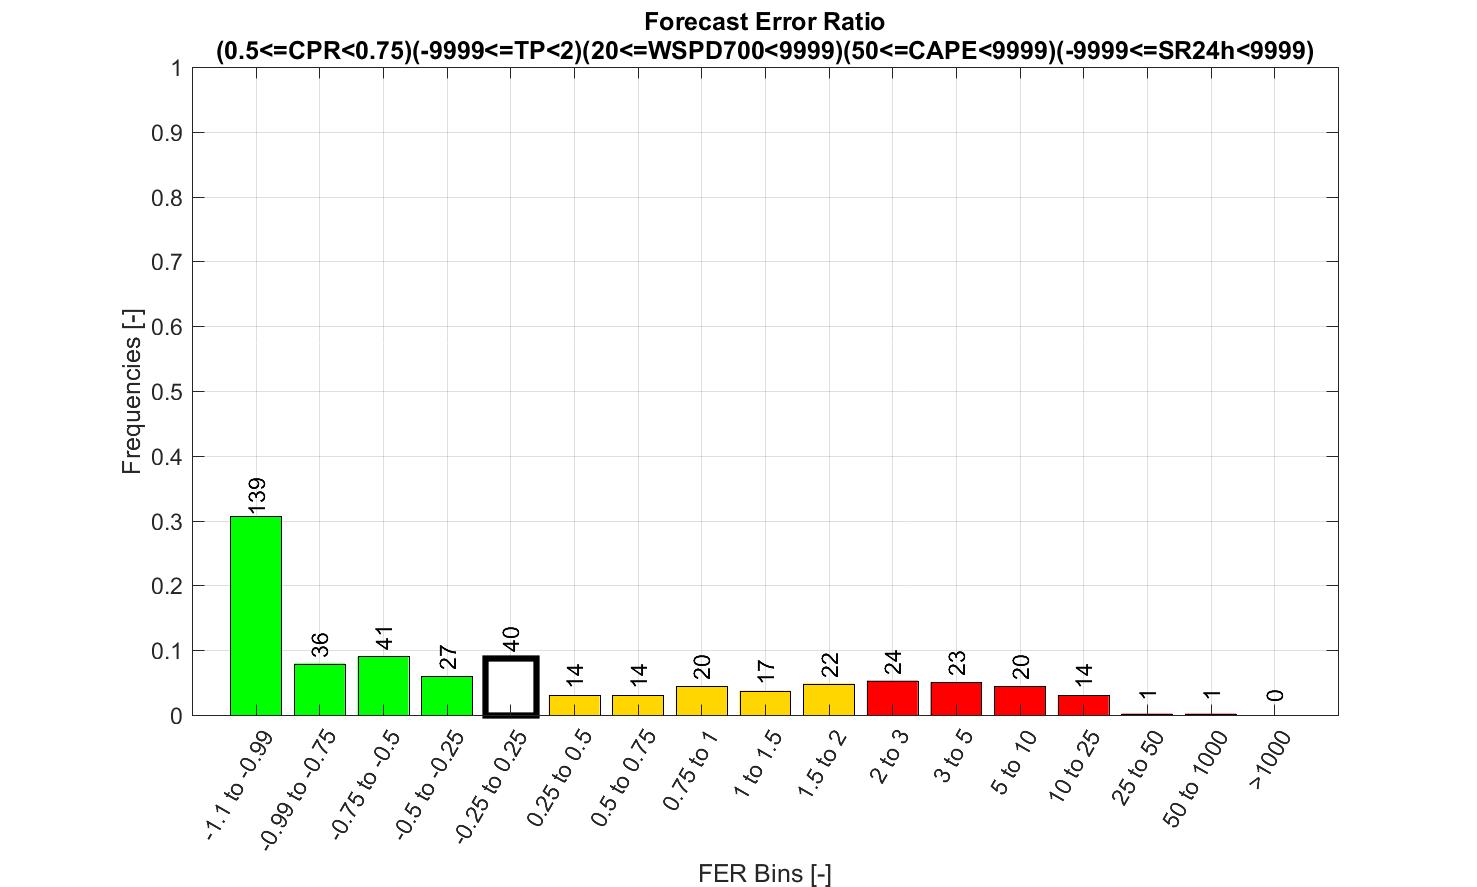 Forecast Error Ratio
(0.5<=CPR<0.75)(-9999<=TP<2)(20<=WSPD700<9999)(50<=CAPE<9999)(-9999<=SR24h<9999)
1
0.9
0.8
0.7
0.6
0.5
0.4
0.3
0.2
0.1
0
Frequencies [-]
139
36
41
27
40
14
14
20
17
22
24
23
20
14
1
1
0
-1.1 to -0.99
-0.99 to -0.75
-0.75 to -0.5
-0.5 to -0.25
-0.25 to 0.25
0.25 to 0.5
0.5 to 0.75
0.75 to 1
1 to 1.5
1.5 to 2
2 to 3
3 to 5
5 to 10
10 to 25
25 to 50
50 to 1000
>1000
FER Bins [-]